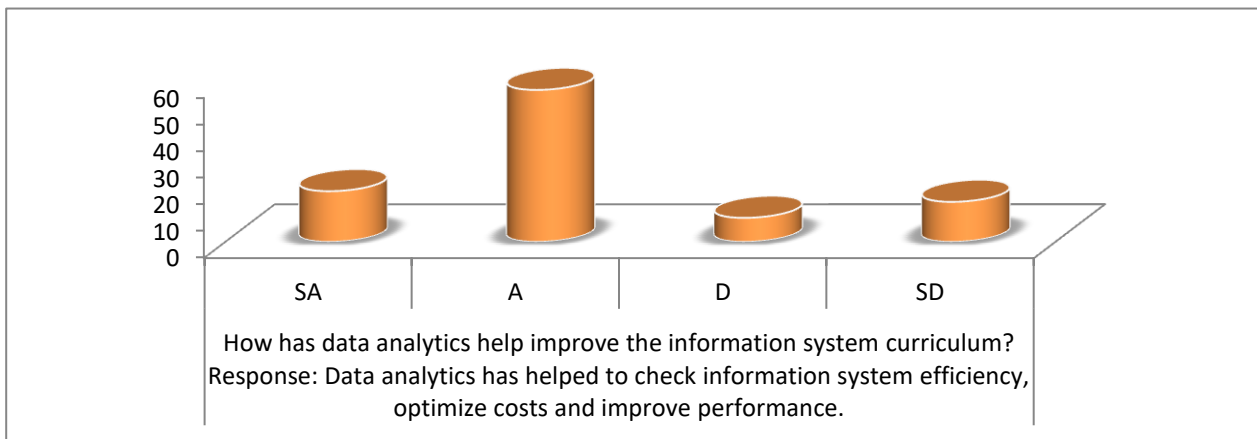 60
50
40
30
20
10
0
SA A D SD
How has data analytics help improve the information system curriculum?
Response: Data analytics has helped to check information system efficiency,
optimize costs and improve performance.